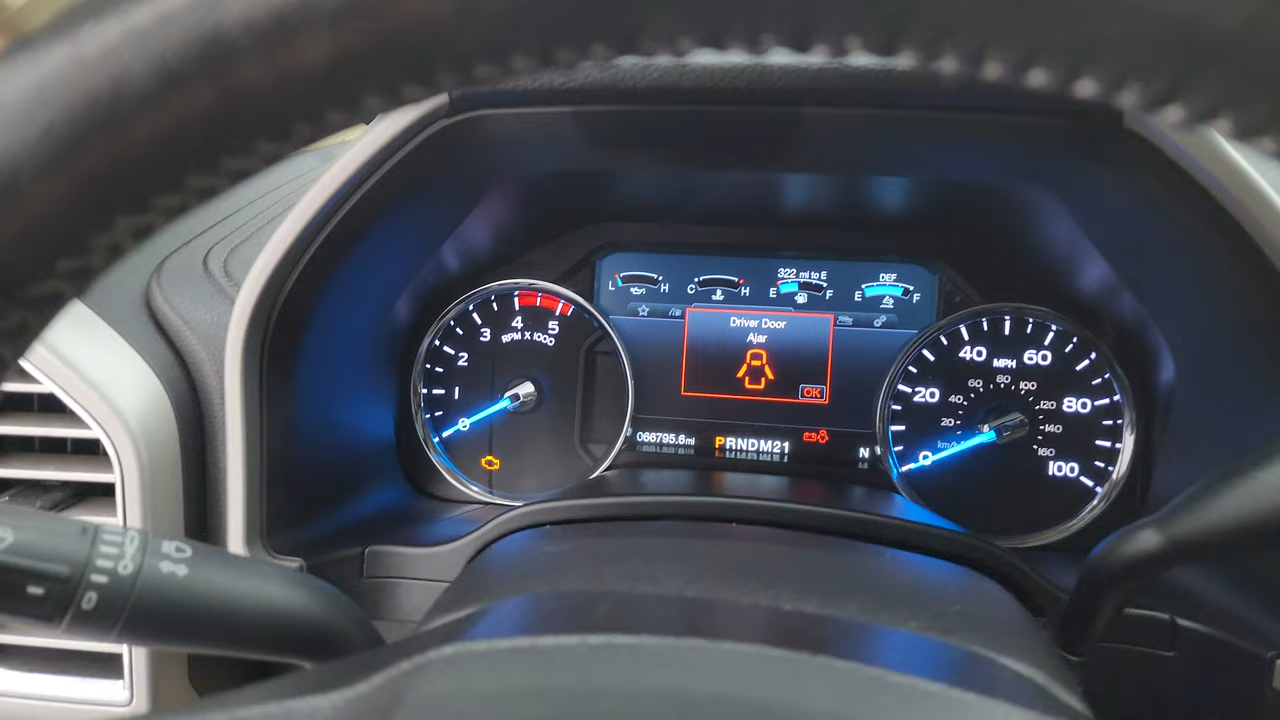 322 mi to E
DEF
L H
C H
E F
E F
Driver Door
Ajar
OK
066795.6mi
PRNDM21
N
0 1 2 3 4 5
RPM X 1000
0 20 40 60 80 100
MPH
20 40 60 80 100 120 140 160
km/h
0